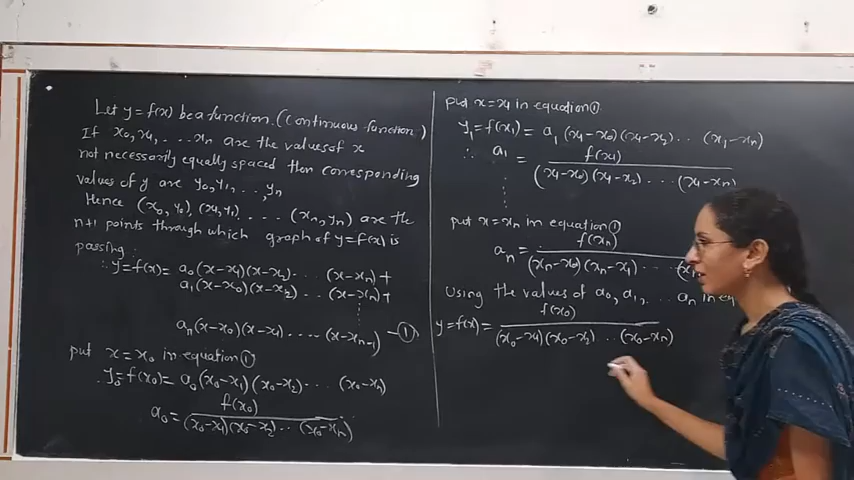 Let y=f(x) be a function. (Continuous function)
If x₀, x₁, ... xₙ are the values of x
not necessarily equally spaced then corresponding
values of y are y₀, y₁, ..., yₙ
Hence (x₀, y₀), (x₁, y₁), .... (xₙ, yₙ) are the
n+1 points through which graph of y=f(x) is
passing.
∴ y=f(x)= a₀(x-x₁)(x-x₂)... (x-xₙ)+
a₁(x-x₀)(x-x₂)... (x-xₙ)+
aₙ(x-x₀)(x-x₁)..... (x-xₙ₋₁) - ①
put x=x₀ in equation ①
∴ y₀=f(x₀)= a₀(x₀-x₁)(x₀-x₂)... (x₀-xₙ)
a₀ = f(x₀) / (x₀-x₁)(x₀-x₂)... (x₀-xₙ)
put x=x₁ in equation ①
y₁=f(x₁)= a₁(x₁-x₀)(x₁-x₂)... (x₁-xₙ)
∴ a₁ = f(x₁) / (x₁-x₀)(x₁-x₂)....(x₁-xₙ)
put x=xₙ in equation ①
aₙ = f(xₙ) / (xₙ-x₀)(xₙ-x₁).....
Using the values of a₀, a₁, ... aₙ in
y=f(x)= f(x₀) / (x₀-x₁)(x₀-x₂)...(x₀-xₙ)